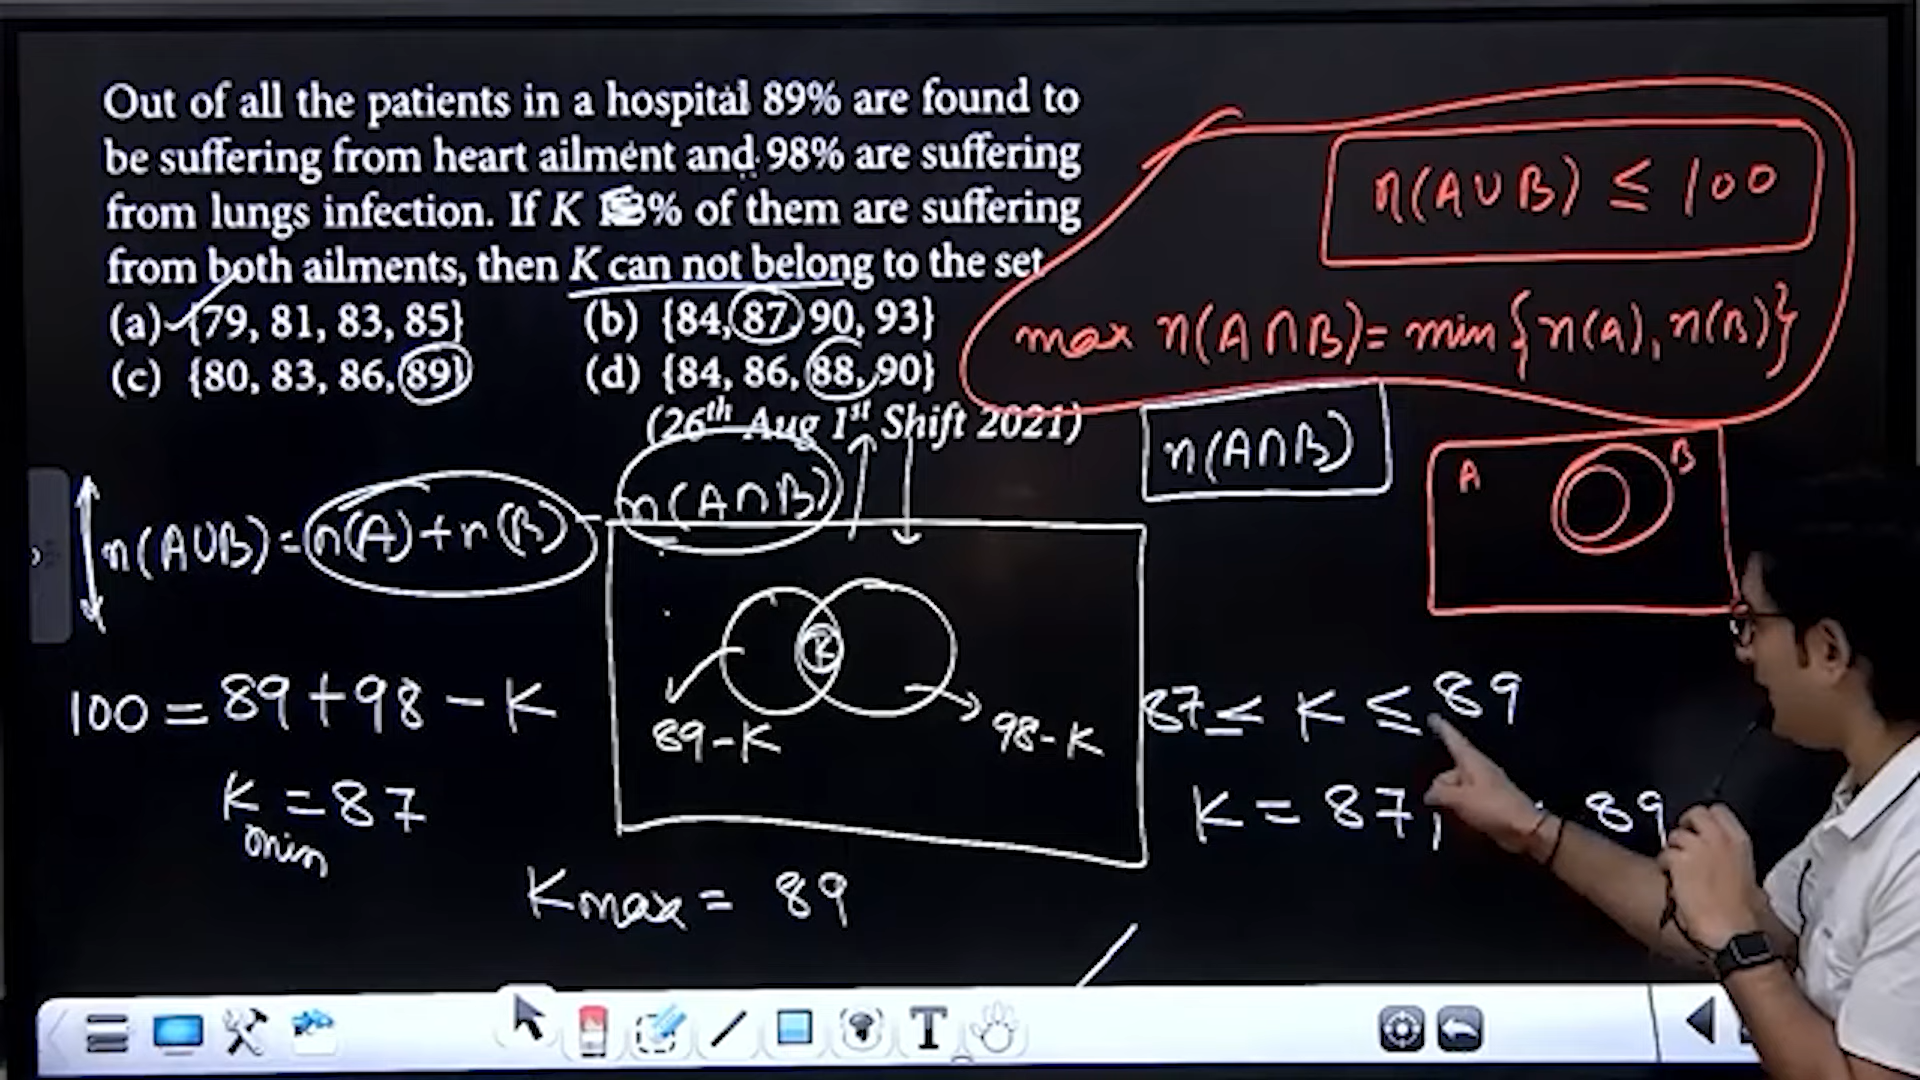 Out of all the patients in a hospital 89% are found to
be suffering from heart ailment and 98% are suffering
from lungs infection. If K % of them are suffering
from both ailments, then K can not belong to the set
(a) {79, 81, 83, 85} (b) {84, 87, 90, 93}
(c) {80, 83, 86, 89} (d) {84, 86, 88, 90}
(26th Aug 1st Shift 2021)
n(A∪B) ≤ 100
max n(A∩B) = min {n(A), n(B)}
n(A∩B)
A B
n(A∪B) = n(A) + n(B) - n(A∩B)
100 = 89 + 98 - K
K = 87
min
K
89-K
98-K
Kmax = 89
87 ≤ K ≤ 89
K = 87, 89
T